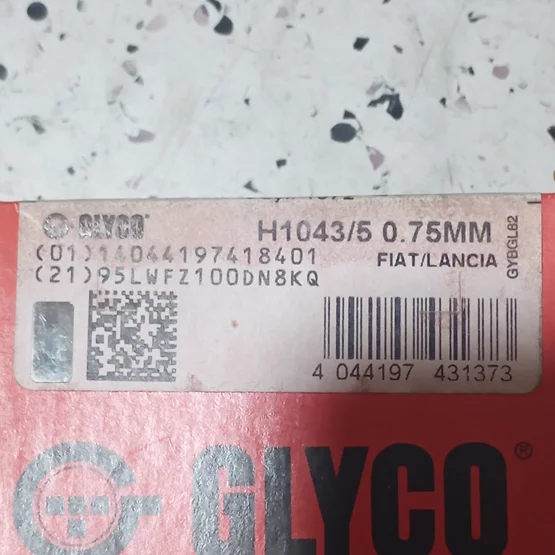 GLYCO
H1043/5 0.75MM
(01)14044197418401
FIAT/LANCIA
(21)95LWFZ100DN8KQ
GYBGL82
4 044197 431373
GLYCO®